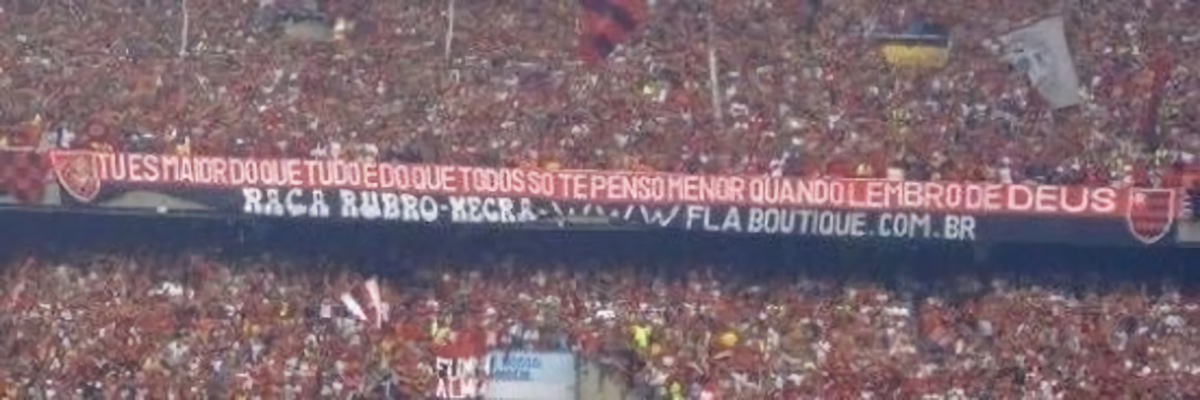 TU ES MAIOR DO QUE TUDO E DO QUE TODOS SO TE PENSO MENOR QUANDO LEMBRO DE DEUS
RAÇA RUBRO-NEGRA
FLA BOUTIQUE.COM.BR